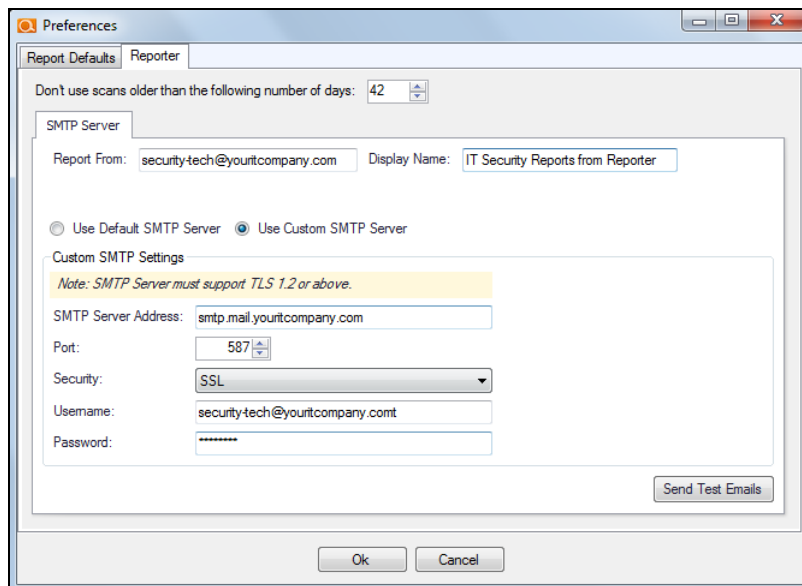 Preferences
Report Defaults Reporter
Don't use scans older than the following number of days: 42
SMTP Server
Report From: security-tech@youritcompany.com Display Name: IT Security Reports from Reporter
Use Default SMTP Server Use Custom SMTP Server
Custom SMTP Settings
Note: SMTP Server must support TLS 1.2 or above.
SMTP Server Address: smtp.mail.youritcompany.com
Port: 587
Security: SSL
Username: security-tech@youritcompany.comt
Password: ********
Send Test Emails
Ok Cancel